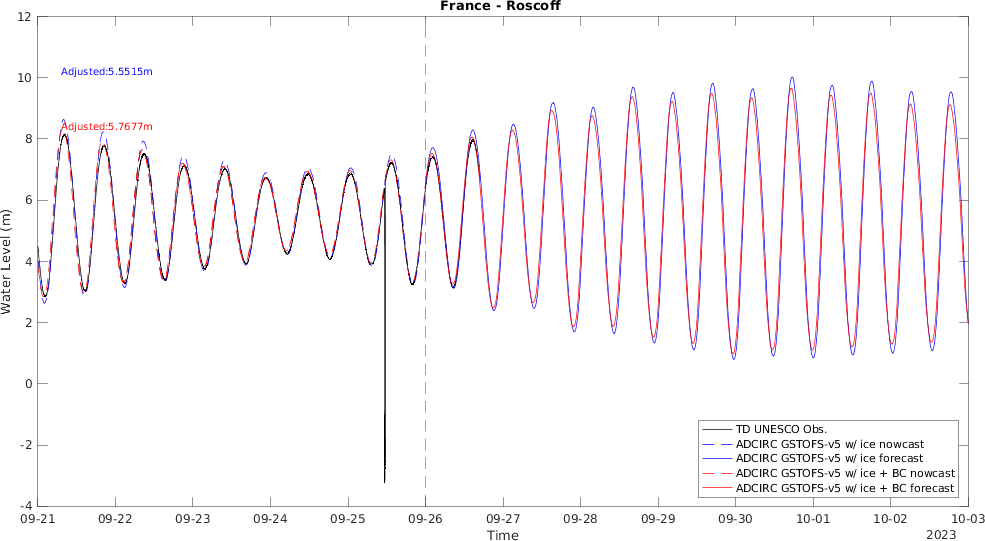 France - Roscoff
12
10
8
6
4
2
0
-2
-4
Water Level (m)
Adjusted:5.5515m
Adjusted:5.7677m
TD UNESCO Obs.
ADCIRC GSTOFS-v5 w/ ice nowcast
ADCIRC GSTOFS-v5 w/ ice forecast
ADCIRC GSTOFS-v5 w/ ice + BC nowcast
ADCIRC GSTOFS-v5 w/ ice + BC forecast
09-21 09-22 09-23 09-24 09-25 09-26 09-27 09-28 09-29 09-30 10-01 10-02 10-03
Time
2023